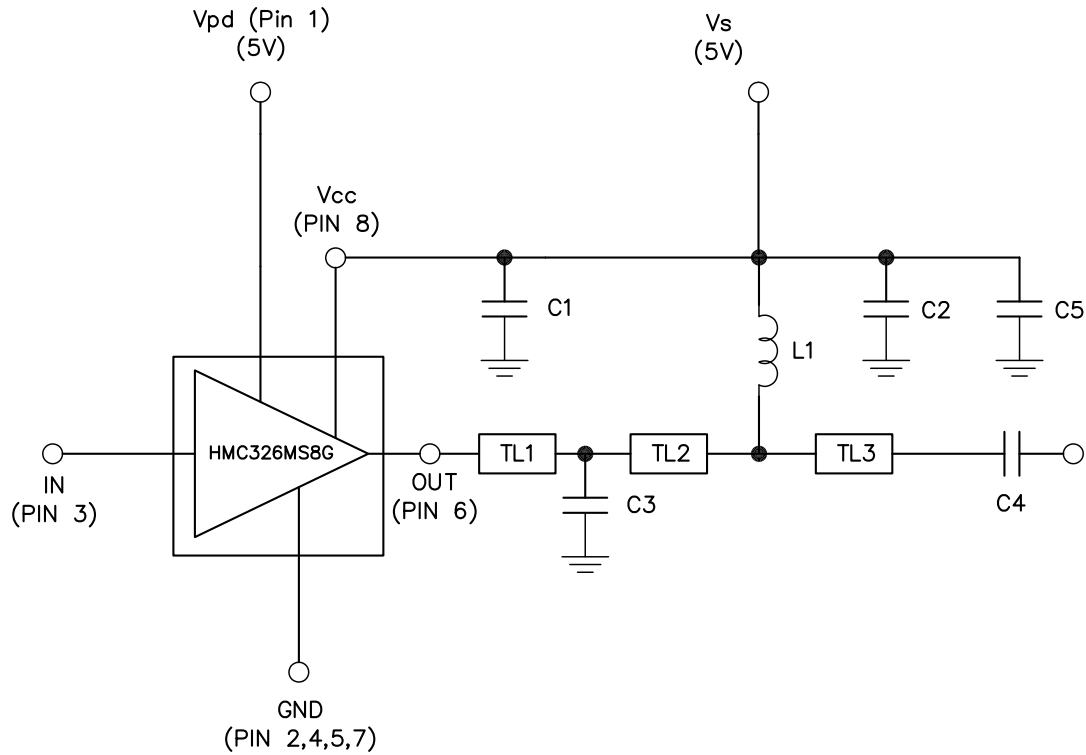 Vpd (Pin 1)
(5V)
Vs
(5V)
Vcc
(PIN 8)
C1
C2
C5
L1
HMC326MS8G
TL1
TL2
TL3
IN
(PIN 3)
OUT
(PIN 6)
C3
C4
GND
(PIN 2,4,5,7)